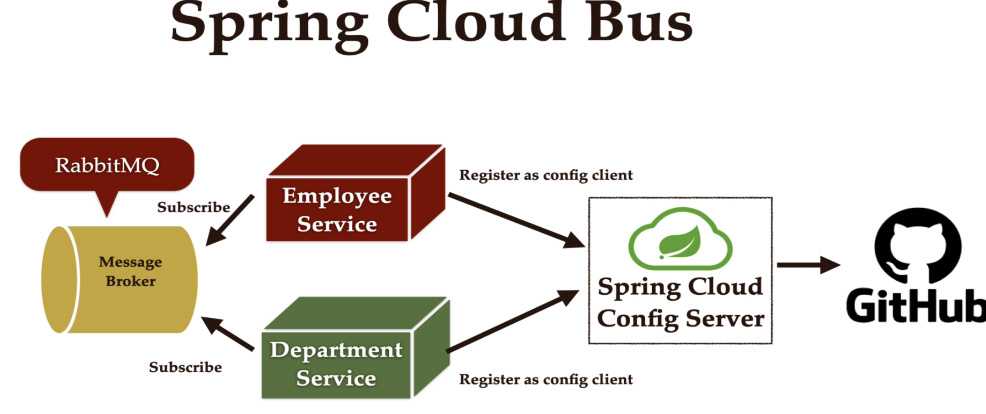 Spring Cloud Bus
RabbitMQ
Message
Broker
Subscribe
Employee
Service
Register as config client
Subscribe
Department
Service
Register as config client
Spring Cloud
Config Server
GitHub